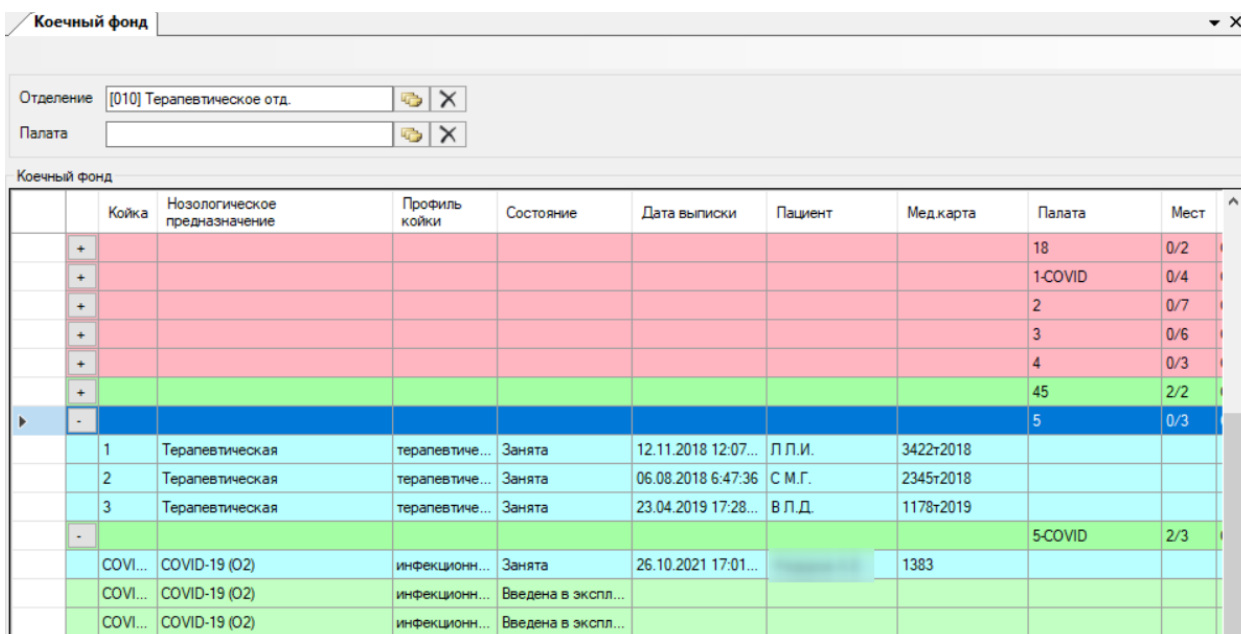 Коечный фонд
Отделение [010] Терапевтическое отд.
Палата
Коечный фонд
Койка Нозологическое предназначение Профиль койки Состояние Дата выписки Пациент Мед.карта Палата Мест
+ 18 0/2
+ 1-COVID 0/4
+ 2 0/7
+ 3 0/6
+ 4 0/3
+ 45 2/2
- 5 0/3
1 Терапевтическая терапевтиче... Занята 12.11.2018 12:07... Л Л.И. 3422т2018
2 Терапевтическая терапевтиче... Занята 06.08.2018 6:47:36 С М.Г. 2345т2018
3 Терапевтическая терапевтиче... Занята 23.04.2019 17:28... В Л.Д. 1178т2019
- 5-COVID 2/3
COVI... COVID-19 (O2) инфекционн... Занята 26.10.2021 17:01... 1383
COVI... COVID-19 (O2) инфекционн... Введена в экспл...
COVI... COVID-19 (O2) инфекционн... Введена в экспл...